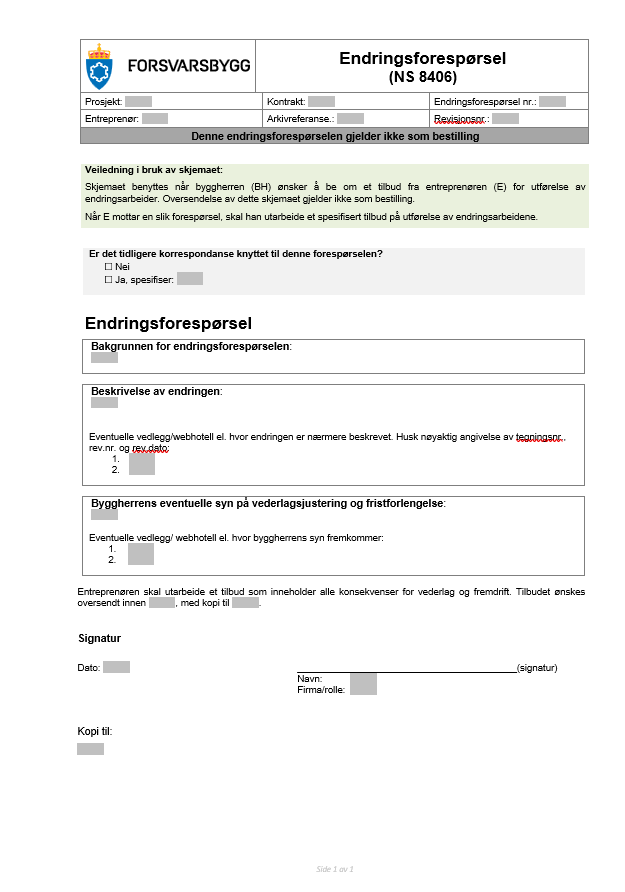 FORSVARSBYGG
Endringsforespørsel
(NS 8406)
Prosjekt:
Kontrakt:
Endringsforespørsel nr.:
Entreprenør:
Arkivreferanse.:
Revisionsnr.:
Denne endringsforespørselen gjelder ikke som bestilling
Veiledning i bruk av skjemaet:
Skjemaet benyttes når byggherren (BH) ønsker å be om et tilbud fra entreprenøren (E) for utførelse av
endringsarbeider. Oversendelse av dette skjemaet gjelder ikke som bestilling.
Når E mottar en slik forespørsel, skal han utarbeide et spesifisert tilbud på utførelse av endringsarbeidene.
Er det tidligere korrespondanse knyttet til denne forespørselen?
☐ Nei
☐ Ja, spesifiser:
Endringsforespørsel
Bakgrunnen for endringsforespørselen:
Beskrivelse av endringen:
Eventuelle vedlegg/webhotell el. hvor endringen er nærmere beskrevet. Husk nøyaktig angivelse av tegningsnr.,
rev.nr. og rev.dato:
1.
2.
Byggherrens eventuelle syn på vederlagsjustering og fristforlengelse:
Eventuelle vedlegg/ webhotell el. hvor byggherrens syn fremkommer:
1.
2.
Entreprenøren skal utarbeide et tilbud som inneholder alle konsekvenser for vederlag og fremdrift. Tilbudet ønskes
oversendt innen , med kopi til .
Signatur
Dato:
(signatur)
Navn:
Firma/rolle:
Kopi til:
Side 1 av 1